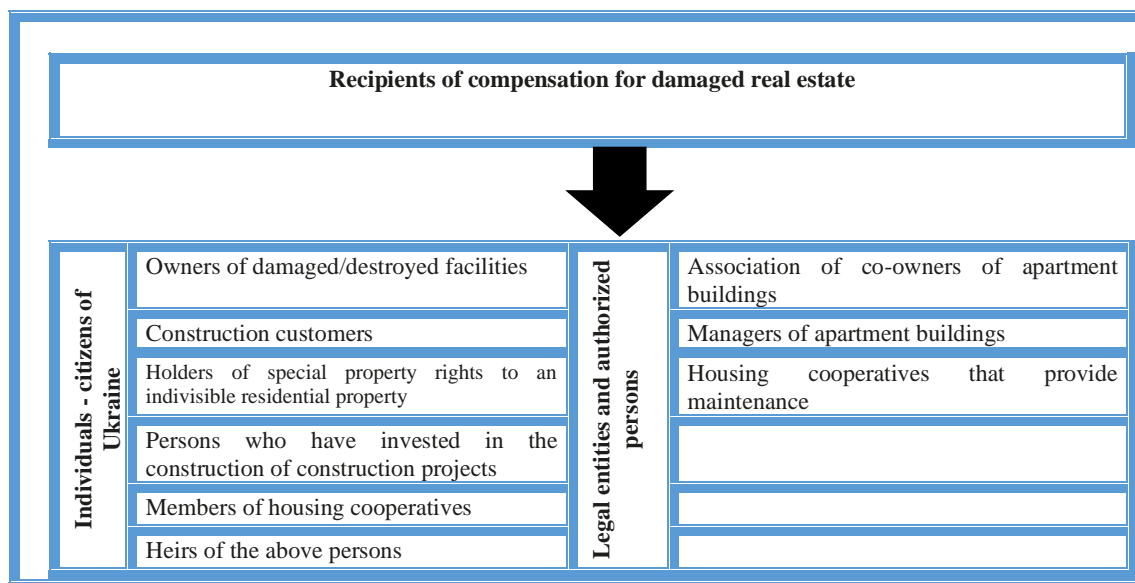 Recipients of compensation for damaged real estate
Individuals - citizens of
Ukraine
Owners of damaged/destroyed facilities
Construction customers
Holders of special property rights to an
indivisible residential property
Persons who have invested in the
construction of construction projects
Members of housing cooperatives
Heirs of the above persons
Legal entities and authorized
persons
Association of co-owners of apartment
buildings
Managers of apartment buildings
Housing cooperatives that provide
maintenance